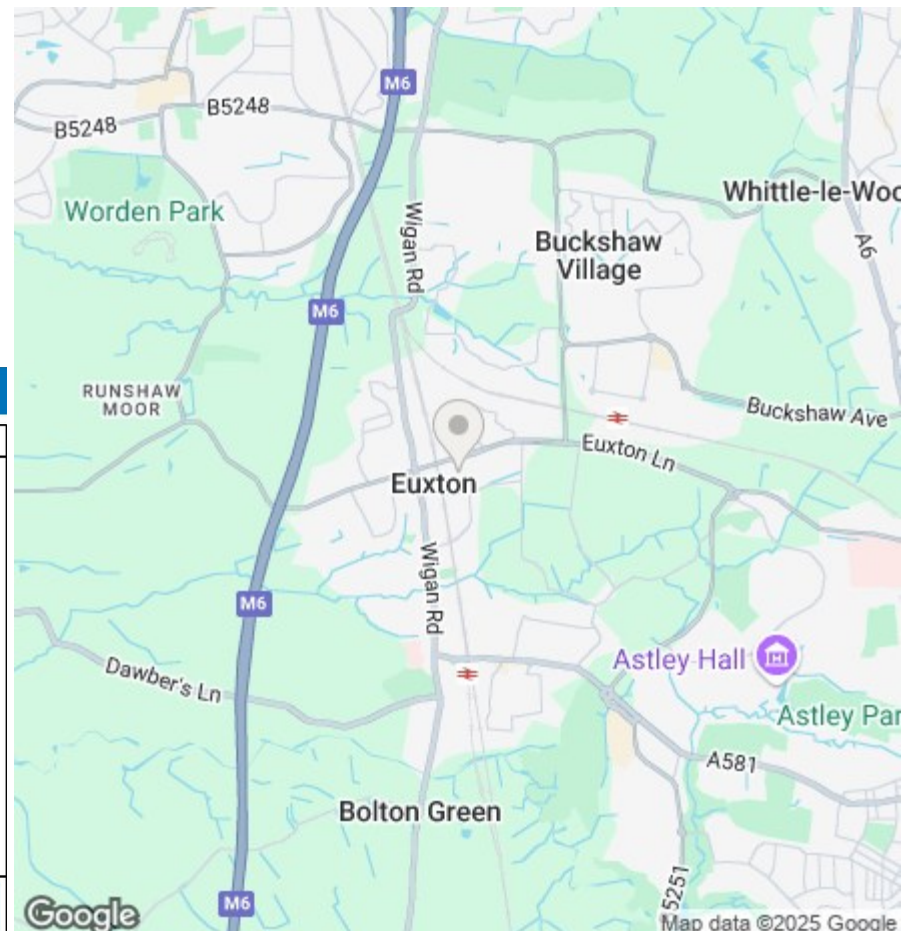 M6
B5248
B5248
Worden Park
Wigan Rd
Whittle-le-Woo
A6
Buckshaw
Village
M6
RUNSHAW
MOOR
Buckshaw Ave
Euxton Ln
Euxton
Wigan Rd
M6
Astley Hall
Dawber's Ln
Astley Par
A581
Bolton Green
5251
M6
Google
Map data ©2025 Google